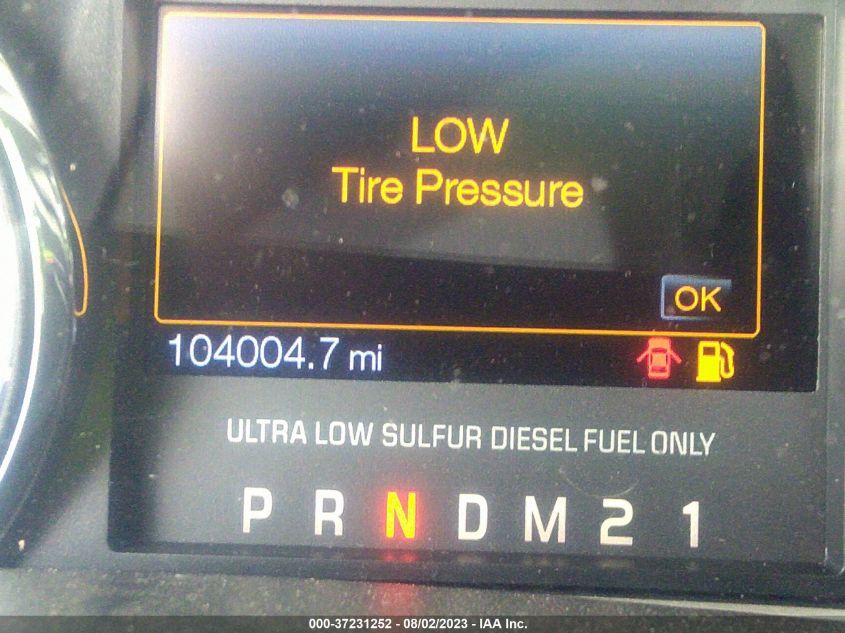 LOW
Tire Pressure
OK
104004.7 mi
ULTRA LOW SULFUR DIESEL FUEL ONLY
P R N D M 2 1
000-37231252 - 08/02/2023 - IAA Inc.